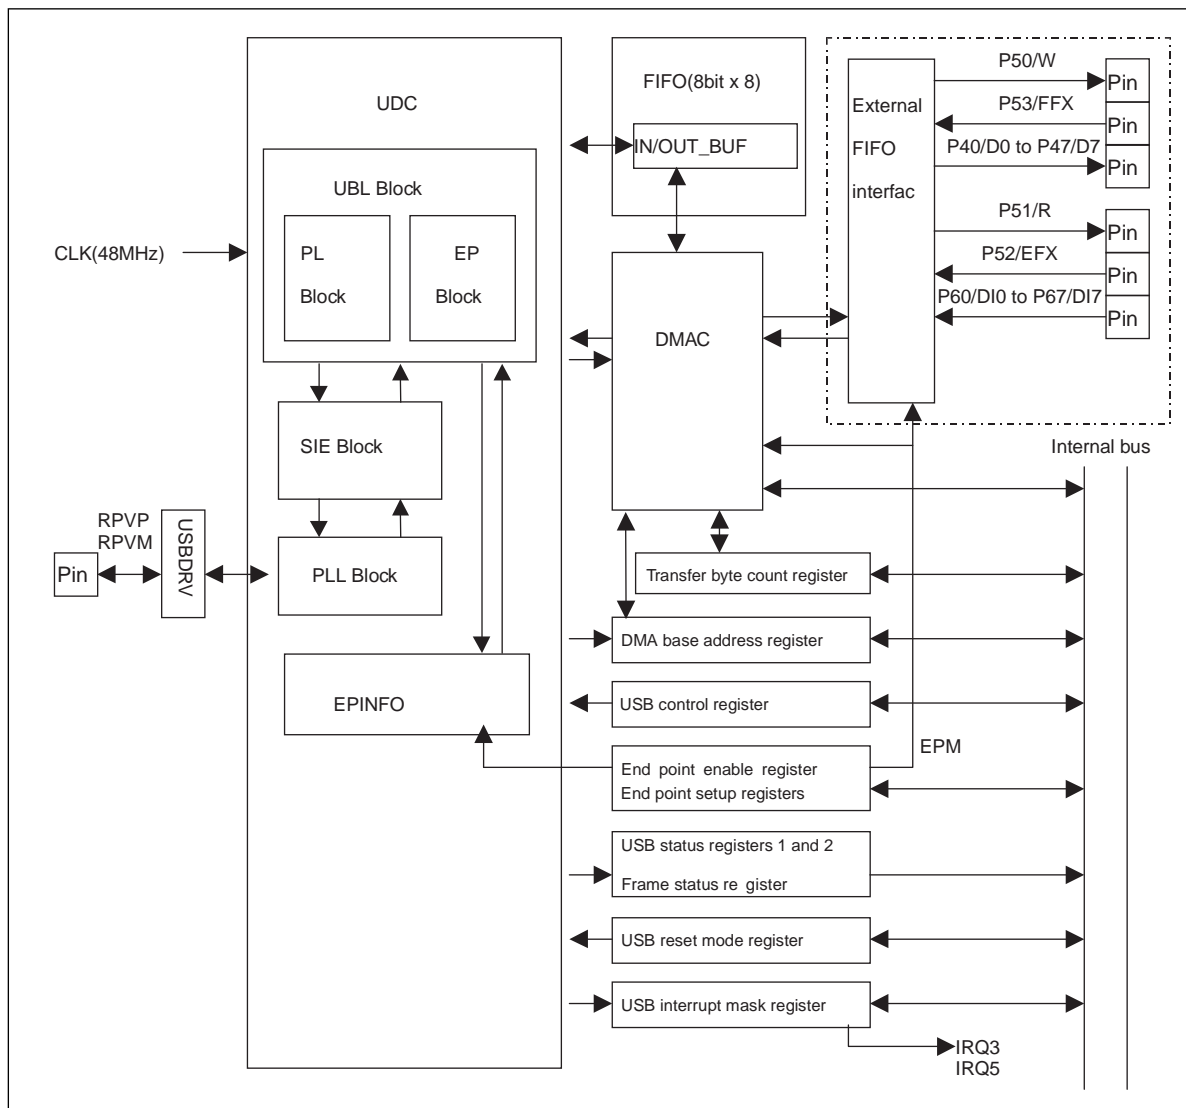 UDC
UBL Block
PL
Block
EP
Block
CLK(48MHz)
SIE Block
RPVP
RPVM
Pin
USBDRV
PLL Block
EPINFO
FIFO(8bit x 8)
IN/OUT_BUF
DMAC
External
FIFO
interfac
P50/W
Pin
P53/FFX
Pin
P40/D0 to P47/D7
Pin
P51/R
Pin
P52/EFX
Pin
P60/DI0 to P67/DI7
Pin
Internal bus
Transfer byte count register
DMA base address register
USB control register
EPM
End point enable register
End point setup registers
USB status registers 1 and 2
Frame status re gister
USB reset mode register
USB interrupt mask register
IRQ3
IRQ5